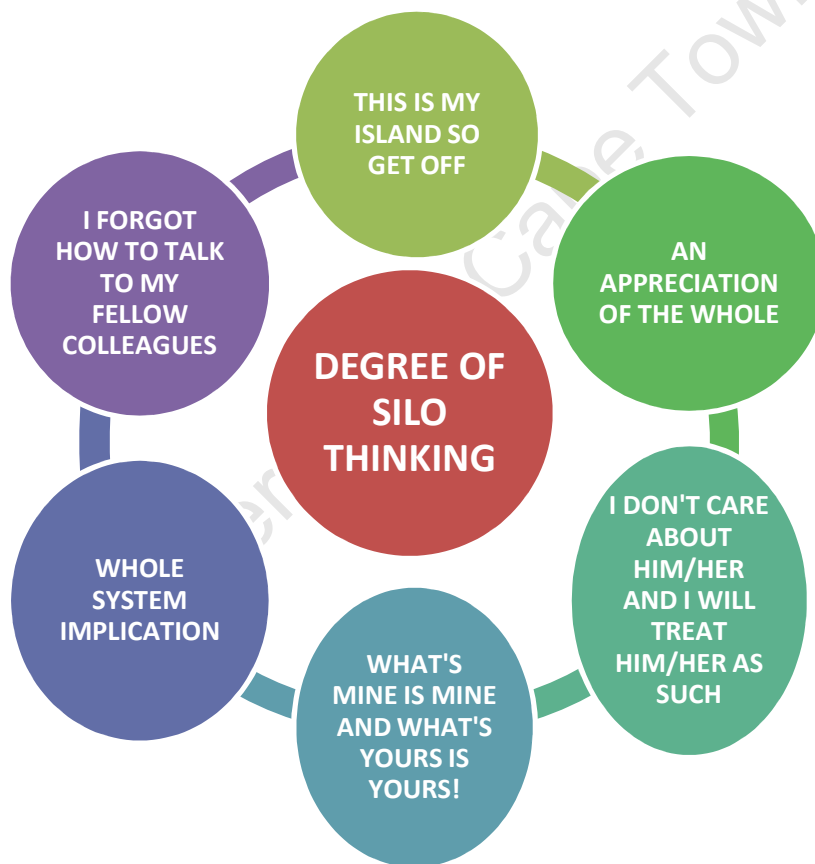 THIS IS MY
ISLAND SO
GET OFF
AN
APPRECIATION
OF THE WHOLE
I DON'T CARE
ABOUT
HIM/HER
AND I WILL
TREAT
HIM/HER AS
SUCH
WHAT'S
MINE IS MINE
AND WHAT'S
YOURS IS
YOURS!
WHOLE
SYSTEM
IMPLICATION
I FORGOT
HOW TO TALK
TO MY
FELLOW
COLLEAGUES
DEGREE OF
SILO
THINKING
Cape Tow